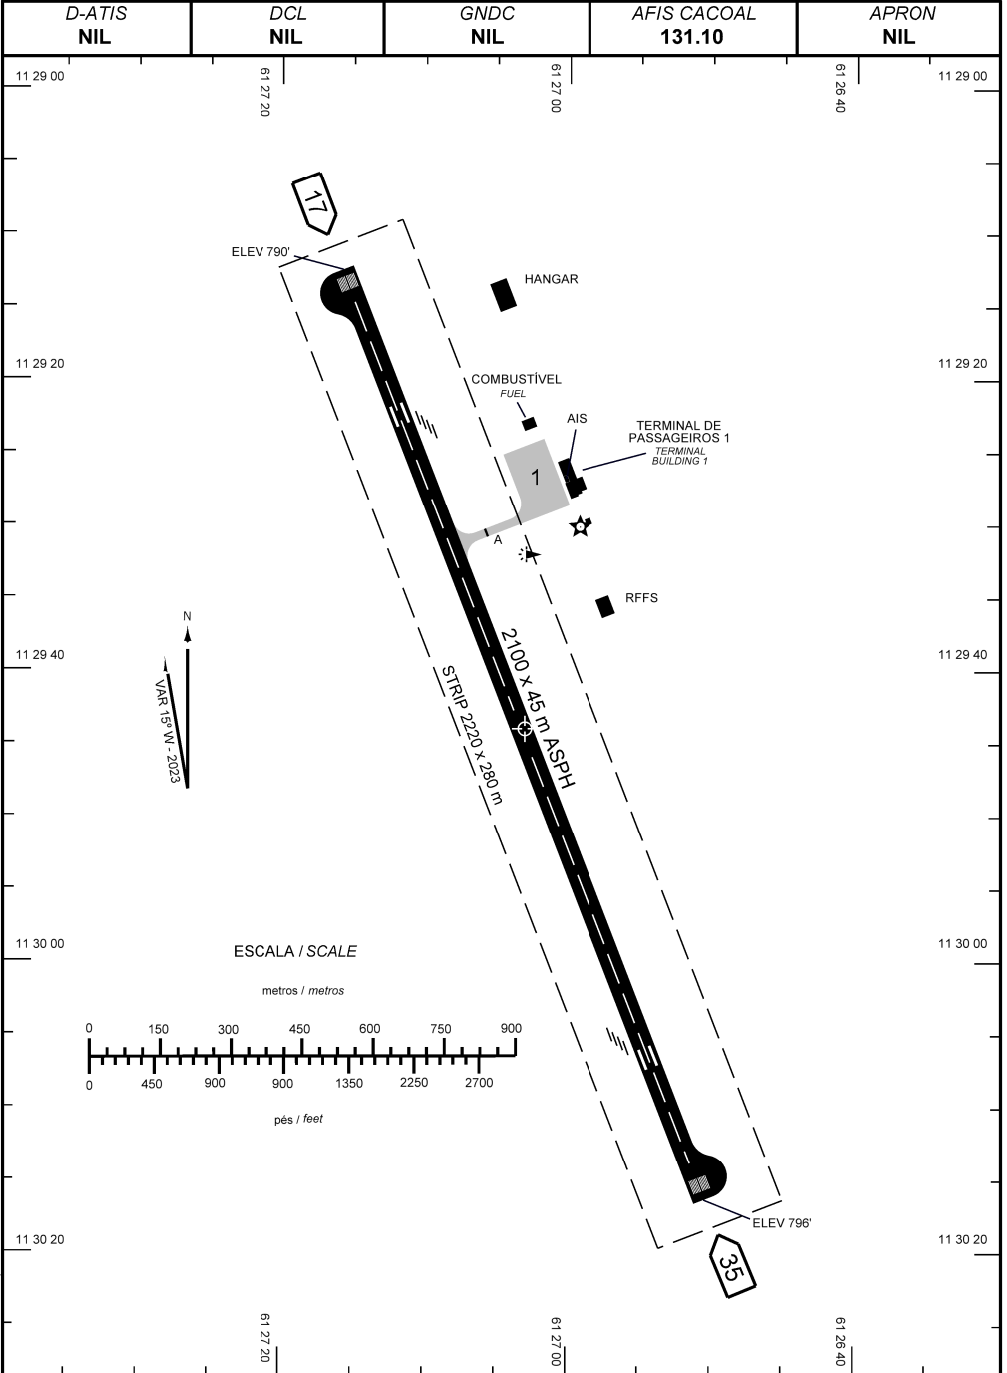 D-ATIS DCL GNDC AFIS CACOAL APRON
NIL NIL NIL 131.10 NIL
11 29 00 61 27 20 61 27 00 61 26 40 11 29 00
17
ELEV 790'
HANGAR
11 29 20 11 29 20
COMBUSTÍVEL
FUEL
AIS
TERMINAL DE
PASSAGEIROS 1
TERMINAL
BUILDING 1
1
A
RFFS
N
VAR 15º W - 2023
11 29 40 11 29 40
2100 x 45 m ASPH
STRIP 2220 x 280 m
11 30 00 11 30 00
ESCALA / SCALE
metros / metros
0 150 300 450 600 750 900
0 450 900 900 1350 2250 2700
pés / feet
ELEV 796'
11 30 20 11 30 20
35
61 27 20 61 27 00 61 26 40